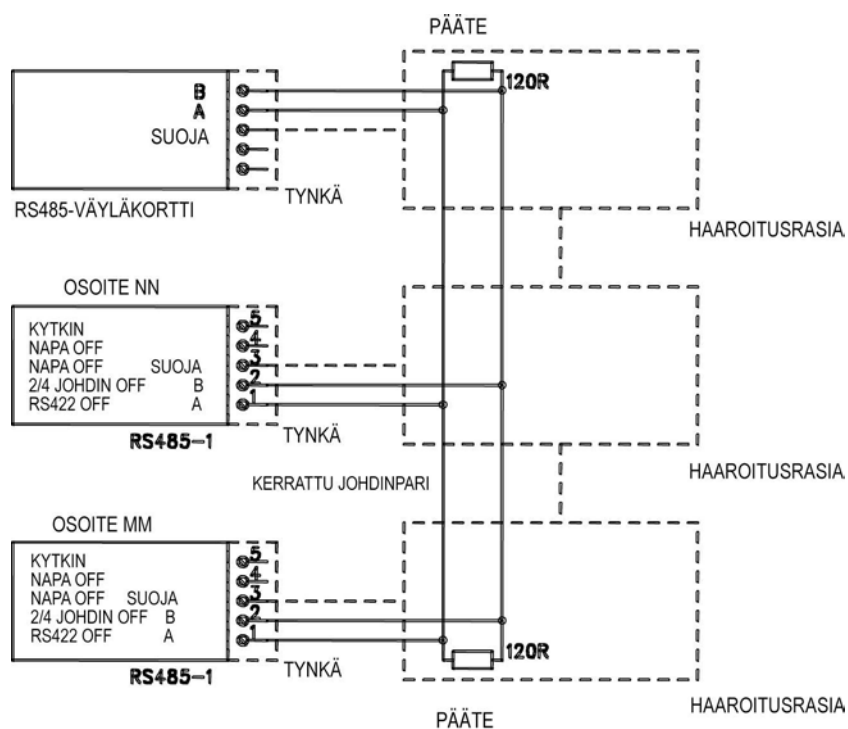 PÄÄTE
120R
B
A
SUOJA
TYNKÄ
RS485-VÄYLÄKORTTI
HAAROITUSRASIA
OSOITE NN
KYTKIN
NAPA OFF
NAPA OFF SUOJA
2/4 JOHDIN OFF B
RS422 OFF A
5
4
3
2
1
RS485-1
TYNKÄ
HAAROITUSRASIA
KERRATTU JOHDINPARI
OSOITE MM
KYTKIN
NAPA OFF
NAPA OFF SUOJA
2/4 JOHDIN OFF B
RS422 OFF A
5
4
3
2
1
120R
RS485-1
TYNKÄ
HAAROITUSRASIA
PÄÄTE